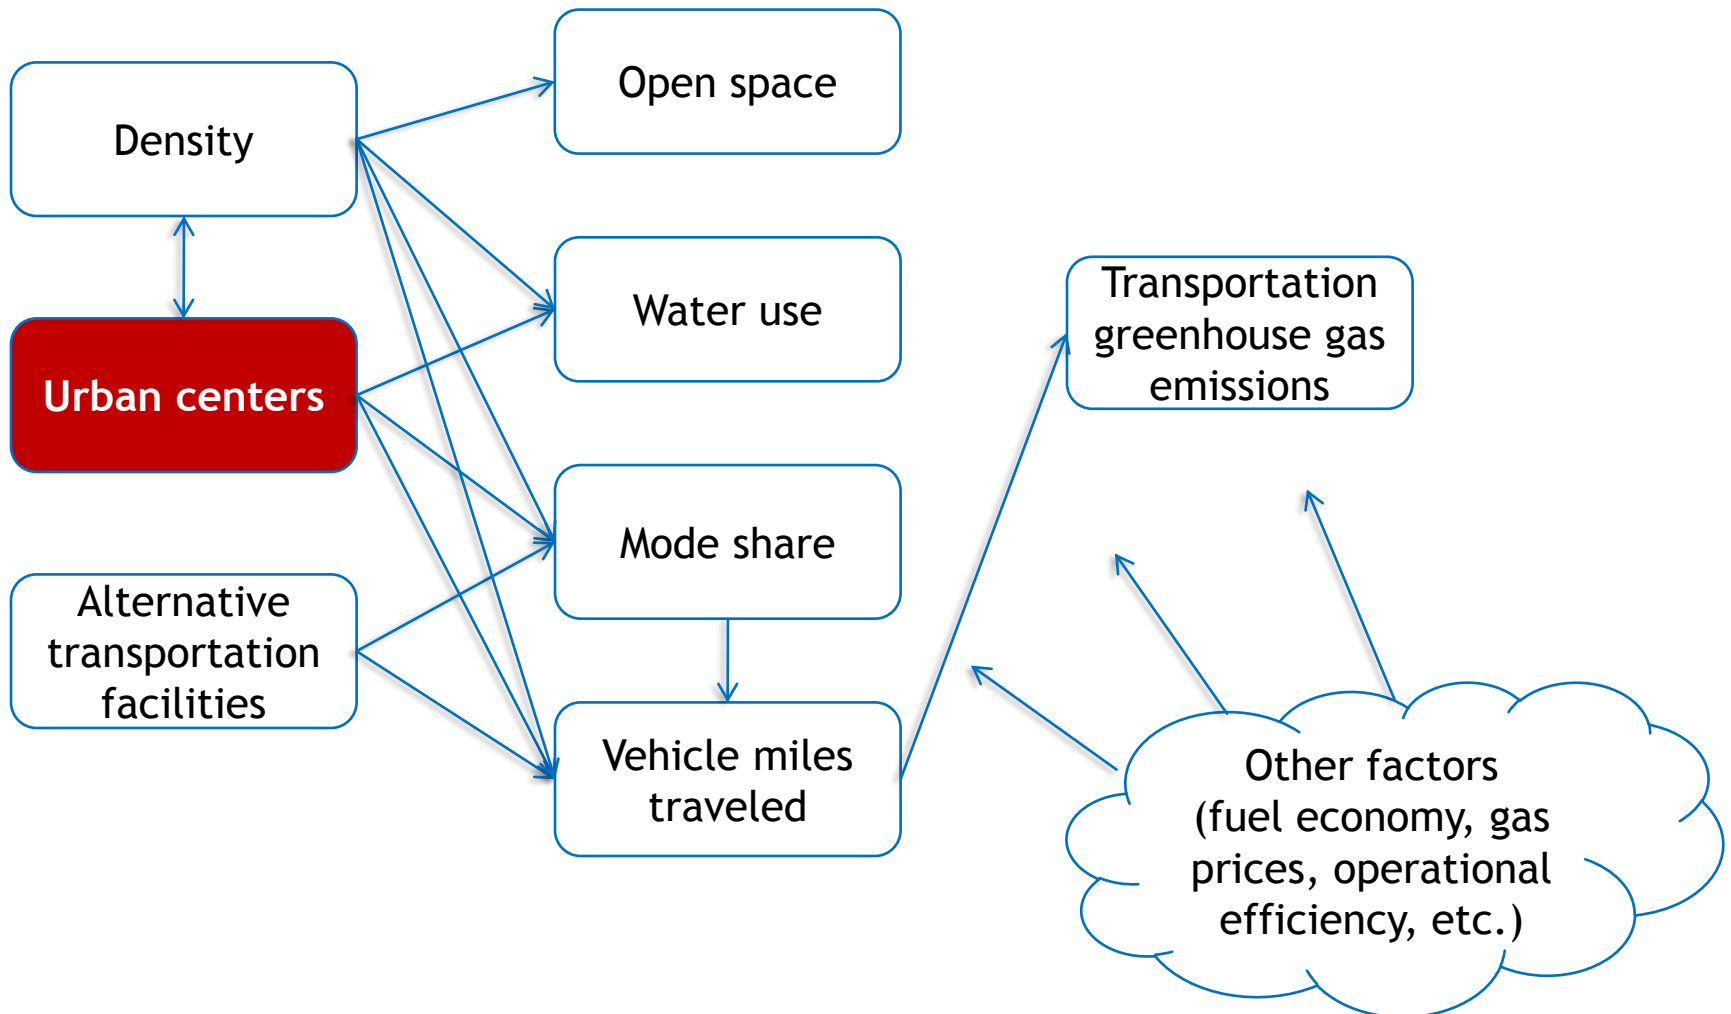 Density
Open space
Urban centers
Water use
Transportation
greenhouse gas
emissions
Alternative
transportation
facilities
Mode share
Vehicle miles
traveled
Other factors
(fuel economy, gas
prices, operational
efficiency, etc.)